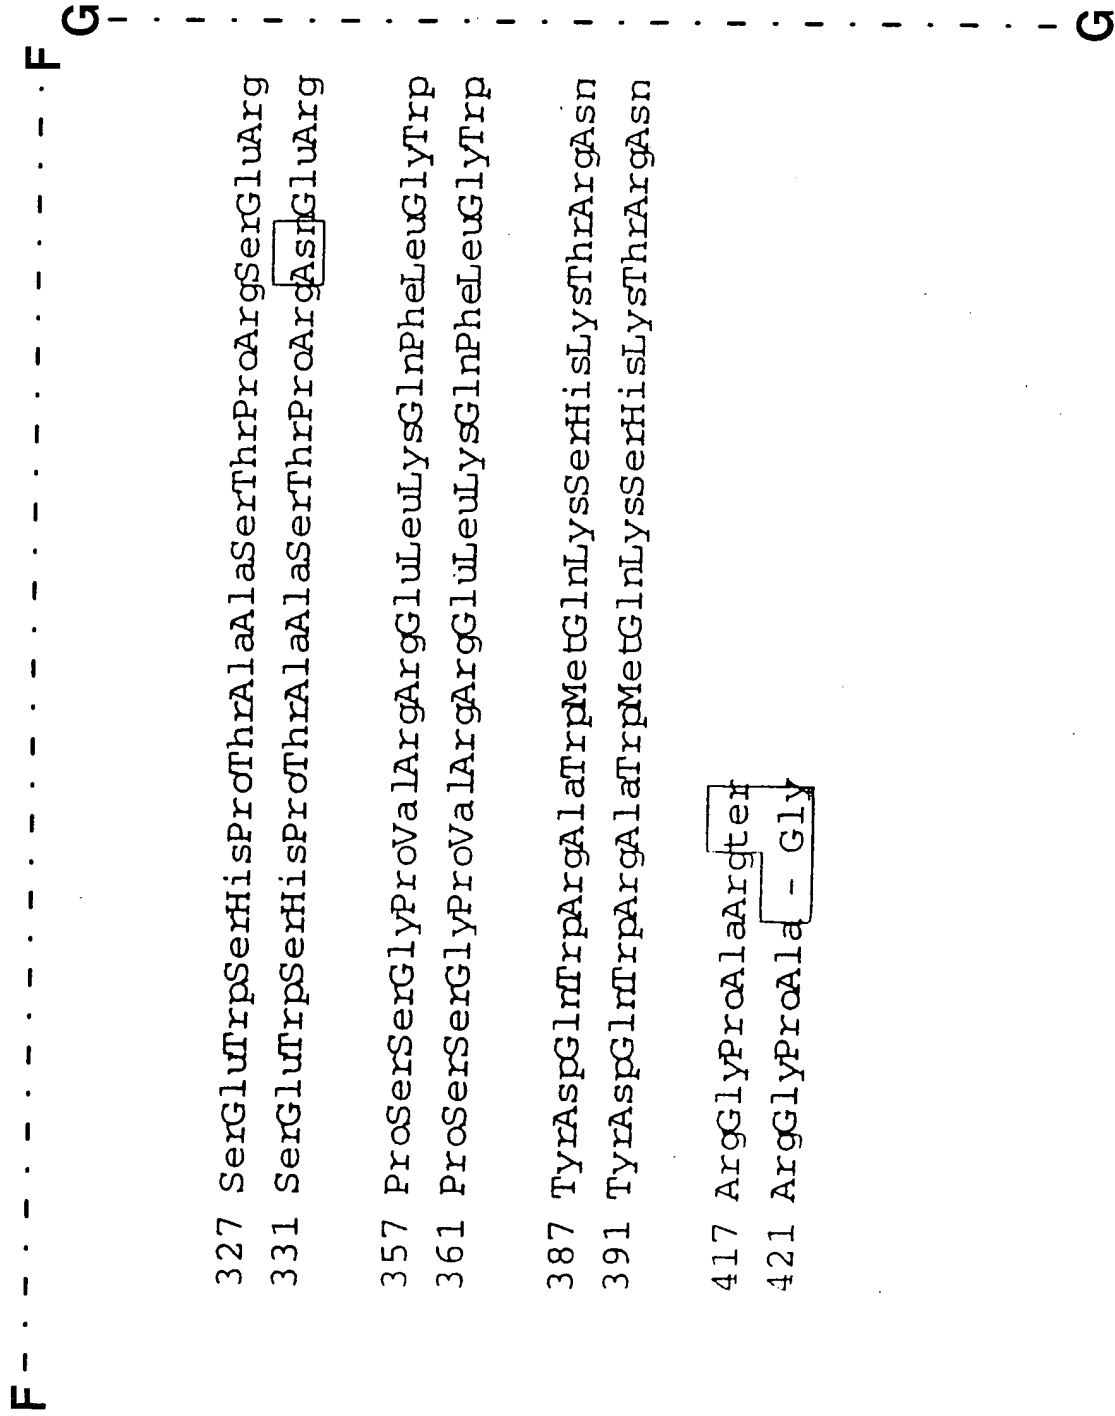 F - · - · - · - · - · - · - · - · - · - · - · - · F
G - · - · - · - · - · - · - · - · - G
327 SerGluTrpSerHisProThrAlaAlaSerThrProArgSerGluArg
331 SerGluTrpSerHisProThrAlaAlaSerThrProArgAsnGluArg
357 ProSerSerGlyProValArgArgGluLeuLysGlnPheLeuGlyTrp
361 ProSerSerGlyProValArgArgGluLeuLysGlnPheLeuGlyTrp
387 TyrAspGlnTrpArgAlaTrpMetGlnLysSerHisLysThrArgAsn
391 TyrAspGlnTrpArgAlaTrpMetGlnLysSerHisLysThrArgAsn
417 ArgGlyProAlaArgter
421 ArgGlyProAla - Gly